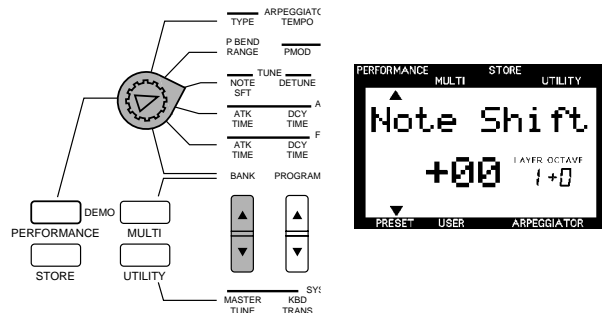 ARPEGGIATO
TYPE TEMPO
P BEND
RANGE PMOD
TUNE
NOTE DETUNE
SFT
A
ATK DCY
TIME TIME
F
ATK DCY
TIME TIME
BANK PROGRAM
DEMO
PERFORMANCE MULTI
STORE UTILITY
SYS
MASTER KBD
TUNE TRANS
PERFORMANCE STORE
MULTI UTILITY
Note Shift
+00
LAYER OCTAVE
1+0
PRESET USER ARPEGGIATOR